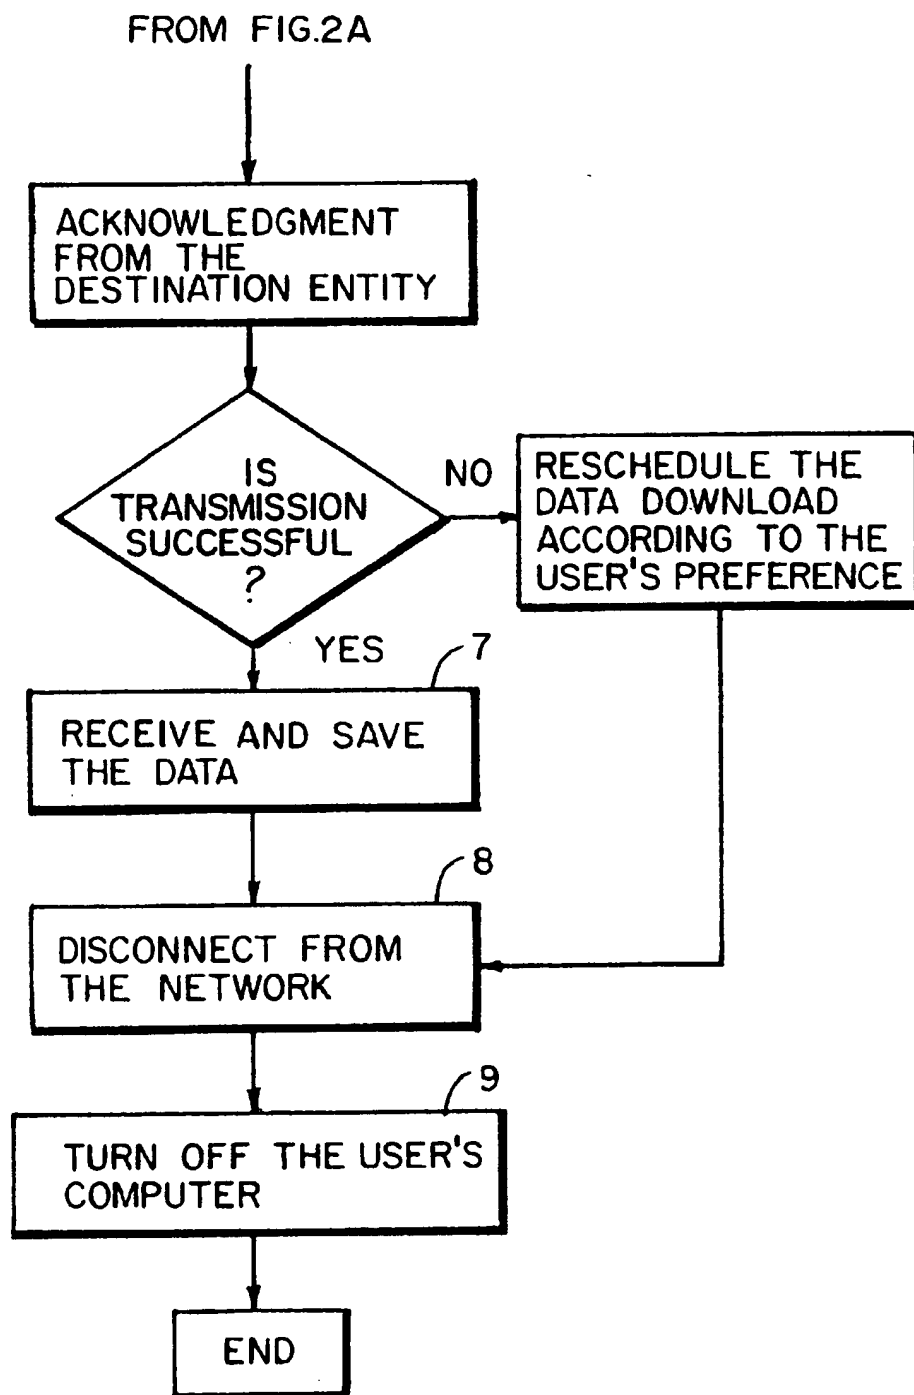 FROM FIG.2A
ACKNOWLEDGMENT
FROM THE
DESTINATION ENTITY
IS
TRANSMISSION
SUCCESSFUL
?
NO
RESCHEDULE THE
DATA DOWNLOAD
ACCORDING TO THE
USER'S PREFERENCE
YES
7
RECEIVE AND SAVE
THE DATA
8
DISCONNECT FROM
THE NETWORK
9
TURN OFF THE USER'S
COMPUTER
END